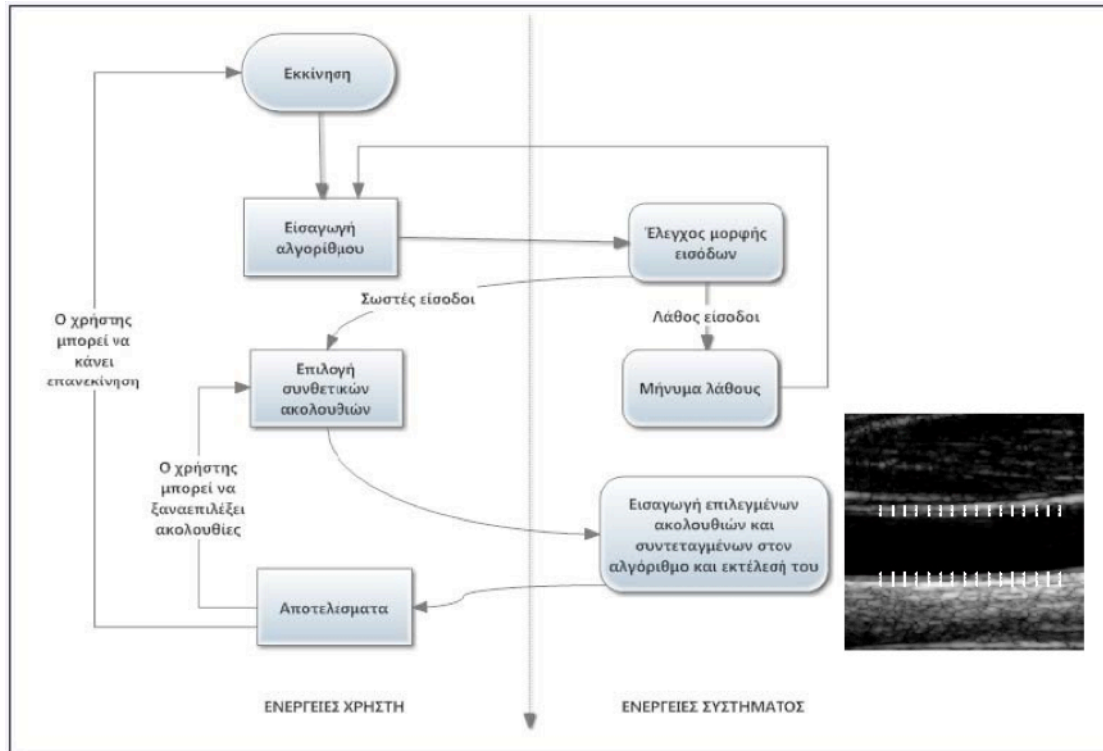 Εκκίνηση
Είσαγωγή
αλγορίθμου
Έλεγχος μορφής
εισόδων
Σωστές είσοδοι
Λάθος είσοδοι
Ο χρήστης
μπορεί να
κάνει
επανεκίνηση
Επιλογή
συνθετικών
ακολουθιών
Μήνυμα λάθους
Ο χρήστης
μπορεί να
ξαναεπιλέξει
ακολουθίες
Εισαγωγή επιλεγμένων
ακολουθιών και
συντεταγμένων στον
αλγόριθμο και εκτέλεσή του
Αποτελέσματα
ΕΝΕΡΓΕΙΕΣ ΧΡΗΣΤΗ
ΕΝΕΡΓΕΙΕΣ ΣΥΣΤΗΜΑΤΟΣ